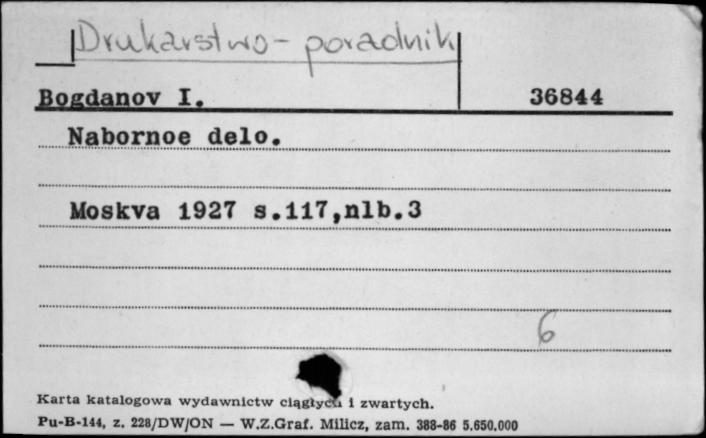 Drukarstwo - poradnik
Bogdanov I. 36844
Nabornoe delo.
Moskva 1927 s.117,nlb.3
6
Karta katalogowa wydawnictw ciągłych i zwartych.
Pu-B-144, z. 228/DW/ON — W.Z.Graf. Milicz, zam. 388-86 5.650.000